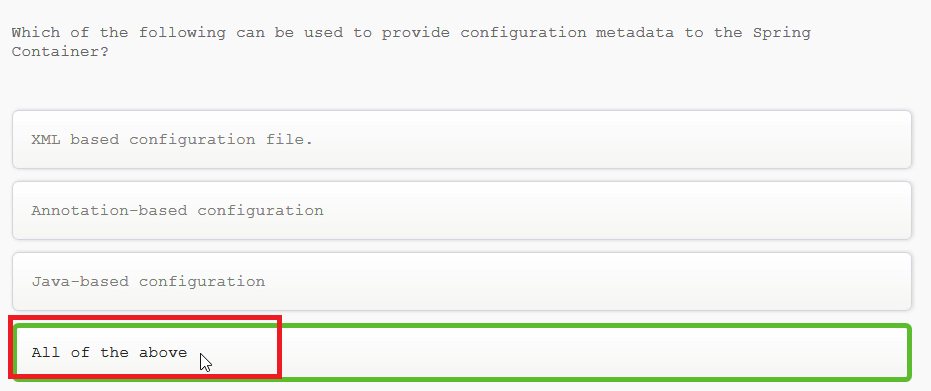 Which of the following can be used to provide configuration metadata to the Spring
Container?
XML based configuration file.
Annotation-based configuration
Java-based configuration
All of the above